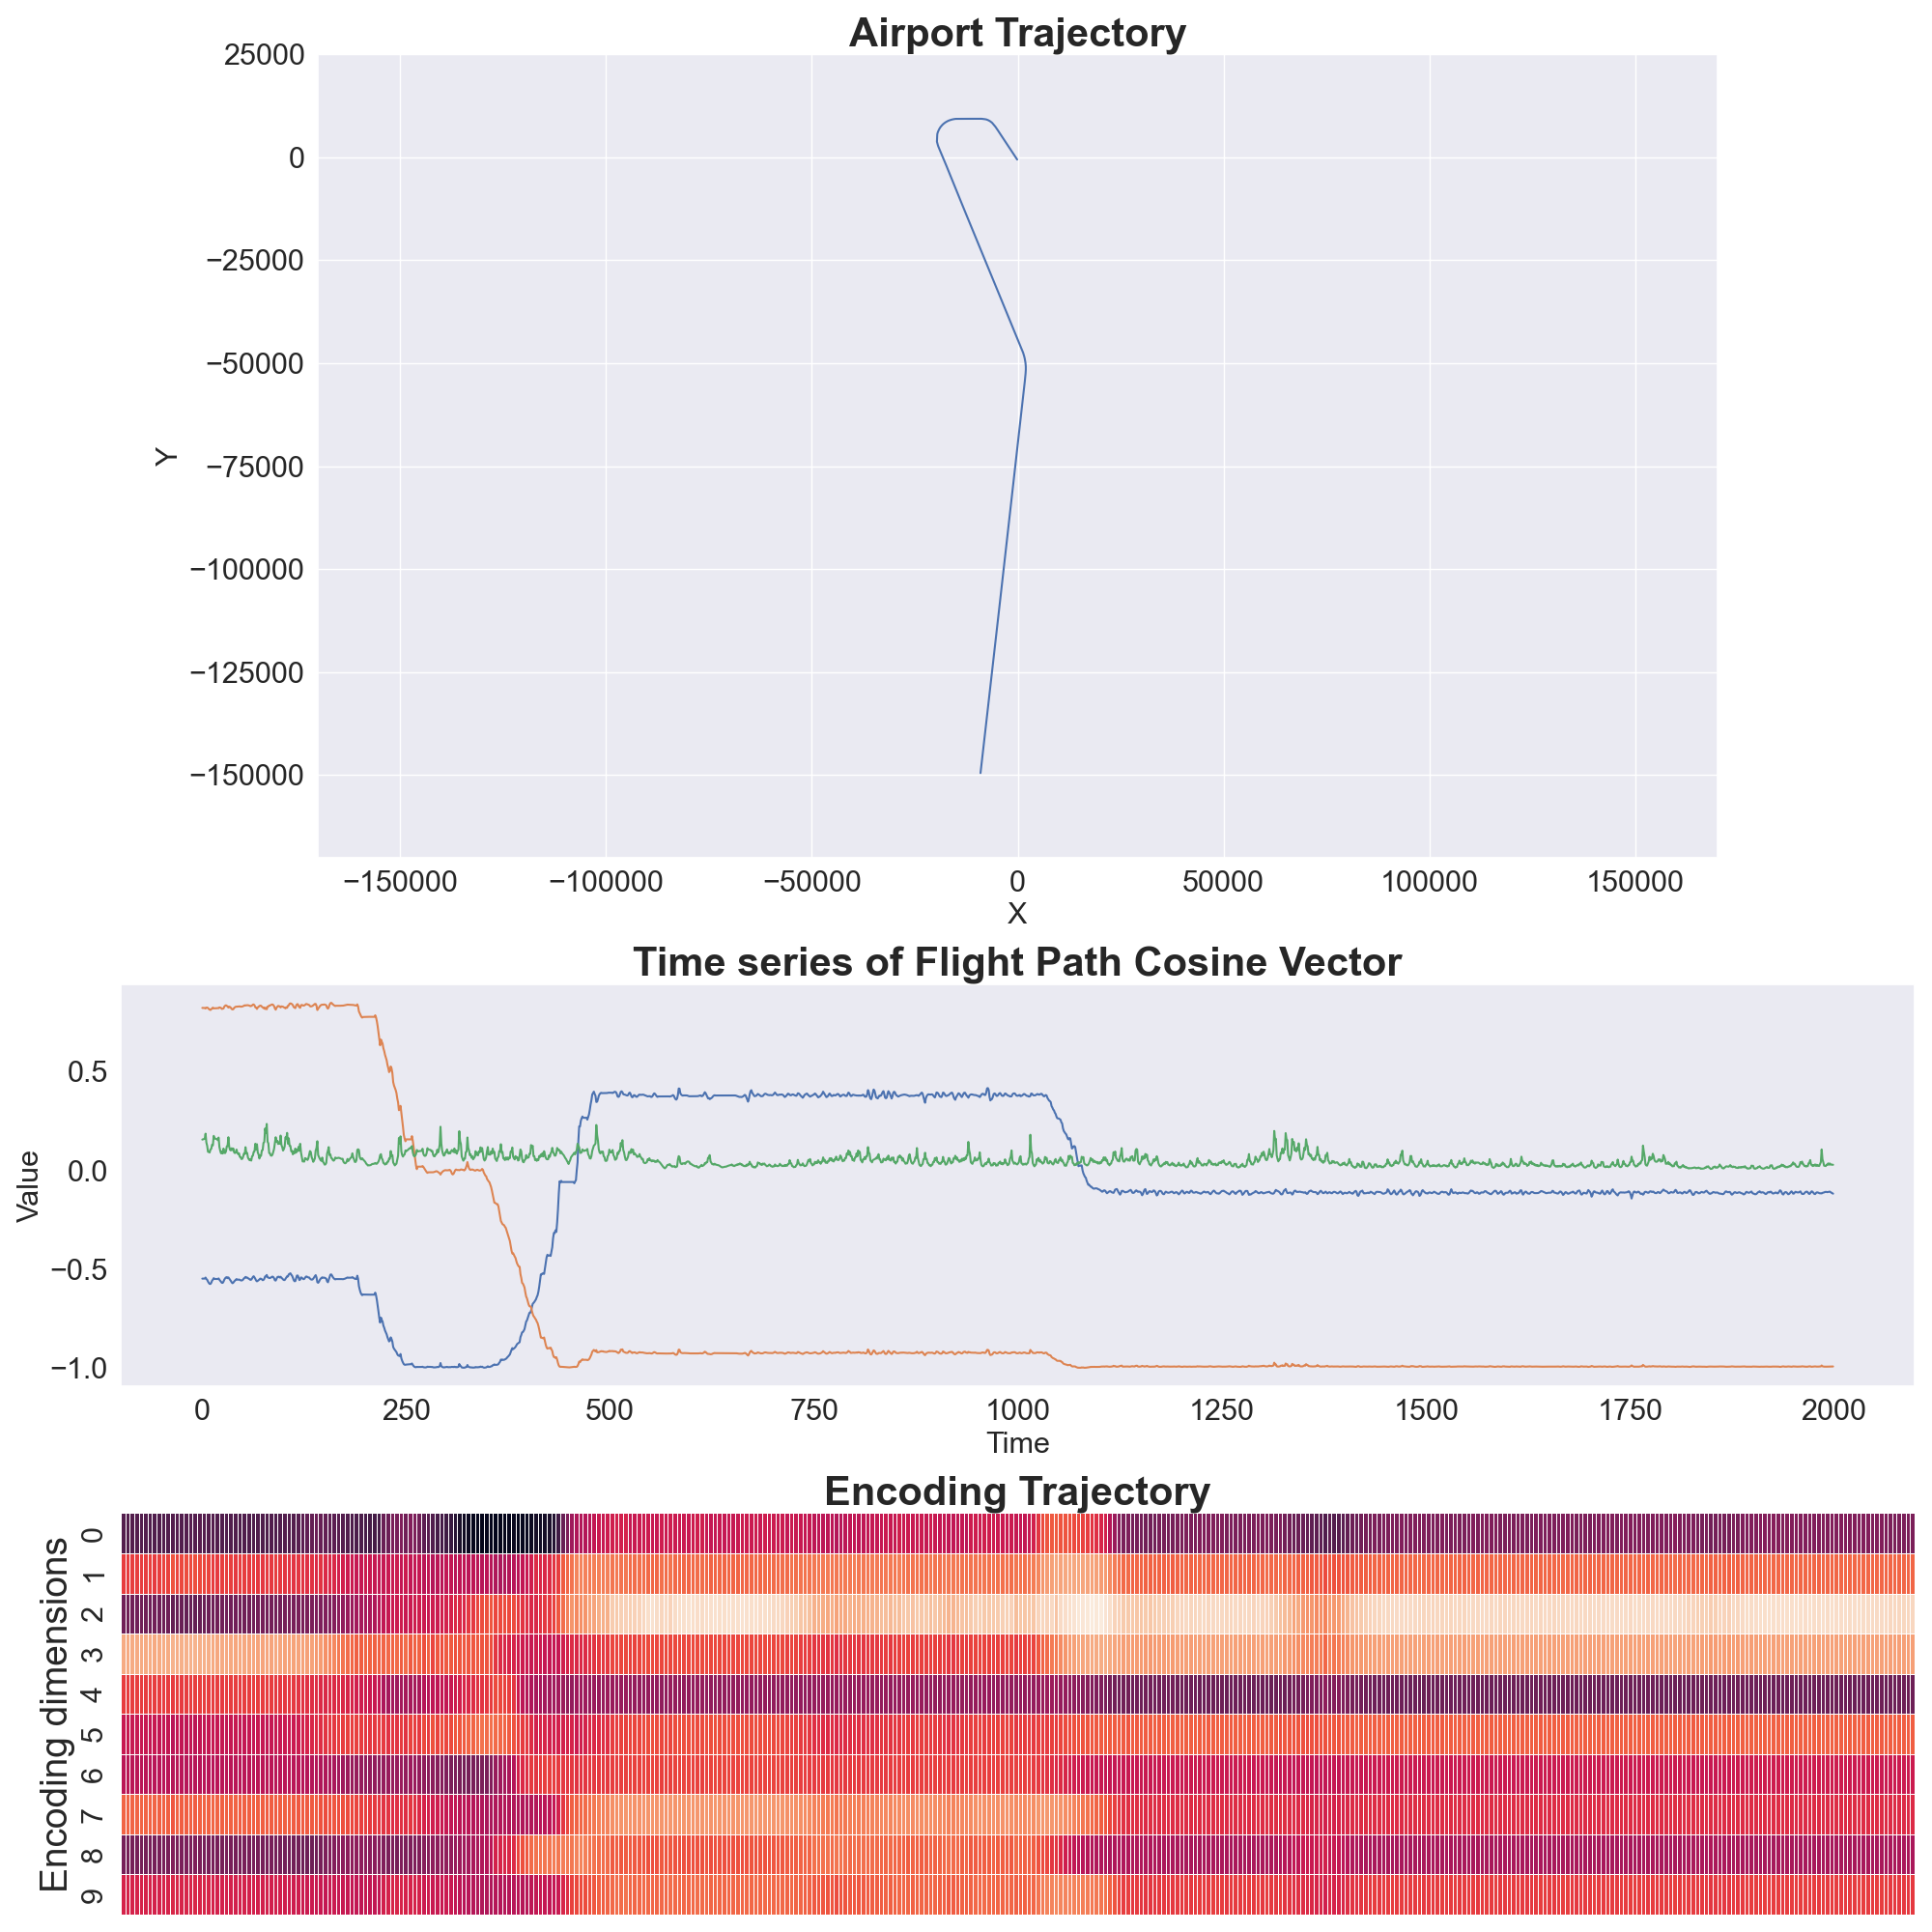 Airport Trajectory
25000
0
−25000
−50000
−75000
−100000
−125000
−150000
Y
−150000 −100000 −50000 0 50000 100000 150000
X
Time series of Flight Path Cosine Vector
0.5
0.0
−0.5
−1.0
Value
0 250 500 750 1000 1250 1500 1750 2000
Time
Encoding Trajectory
0
1
2
3
4
5
6
7
8
9
Encoding dimensions